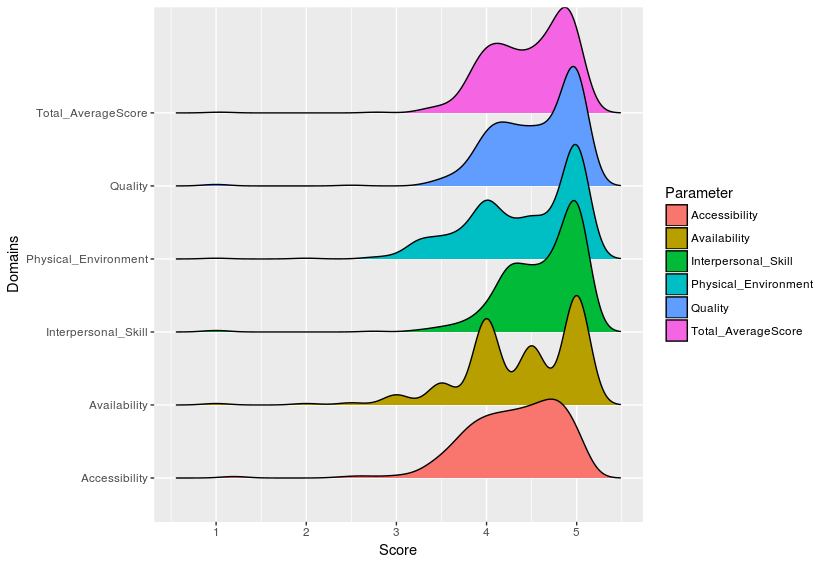 Domains
Total_AverageScore
Quality
Physical_Environment
Interpersonal_Skill
Availability
Accessibility
1 2 3 4 5
Score
Parameter
Accessibility
Availability
Interpersonal_Skill
Physical_Environment
Quality
Total_AverageScore